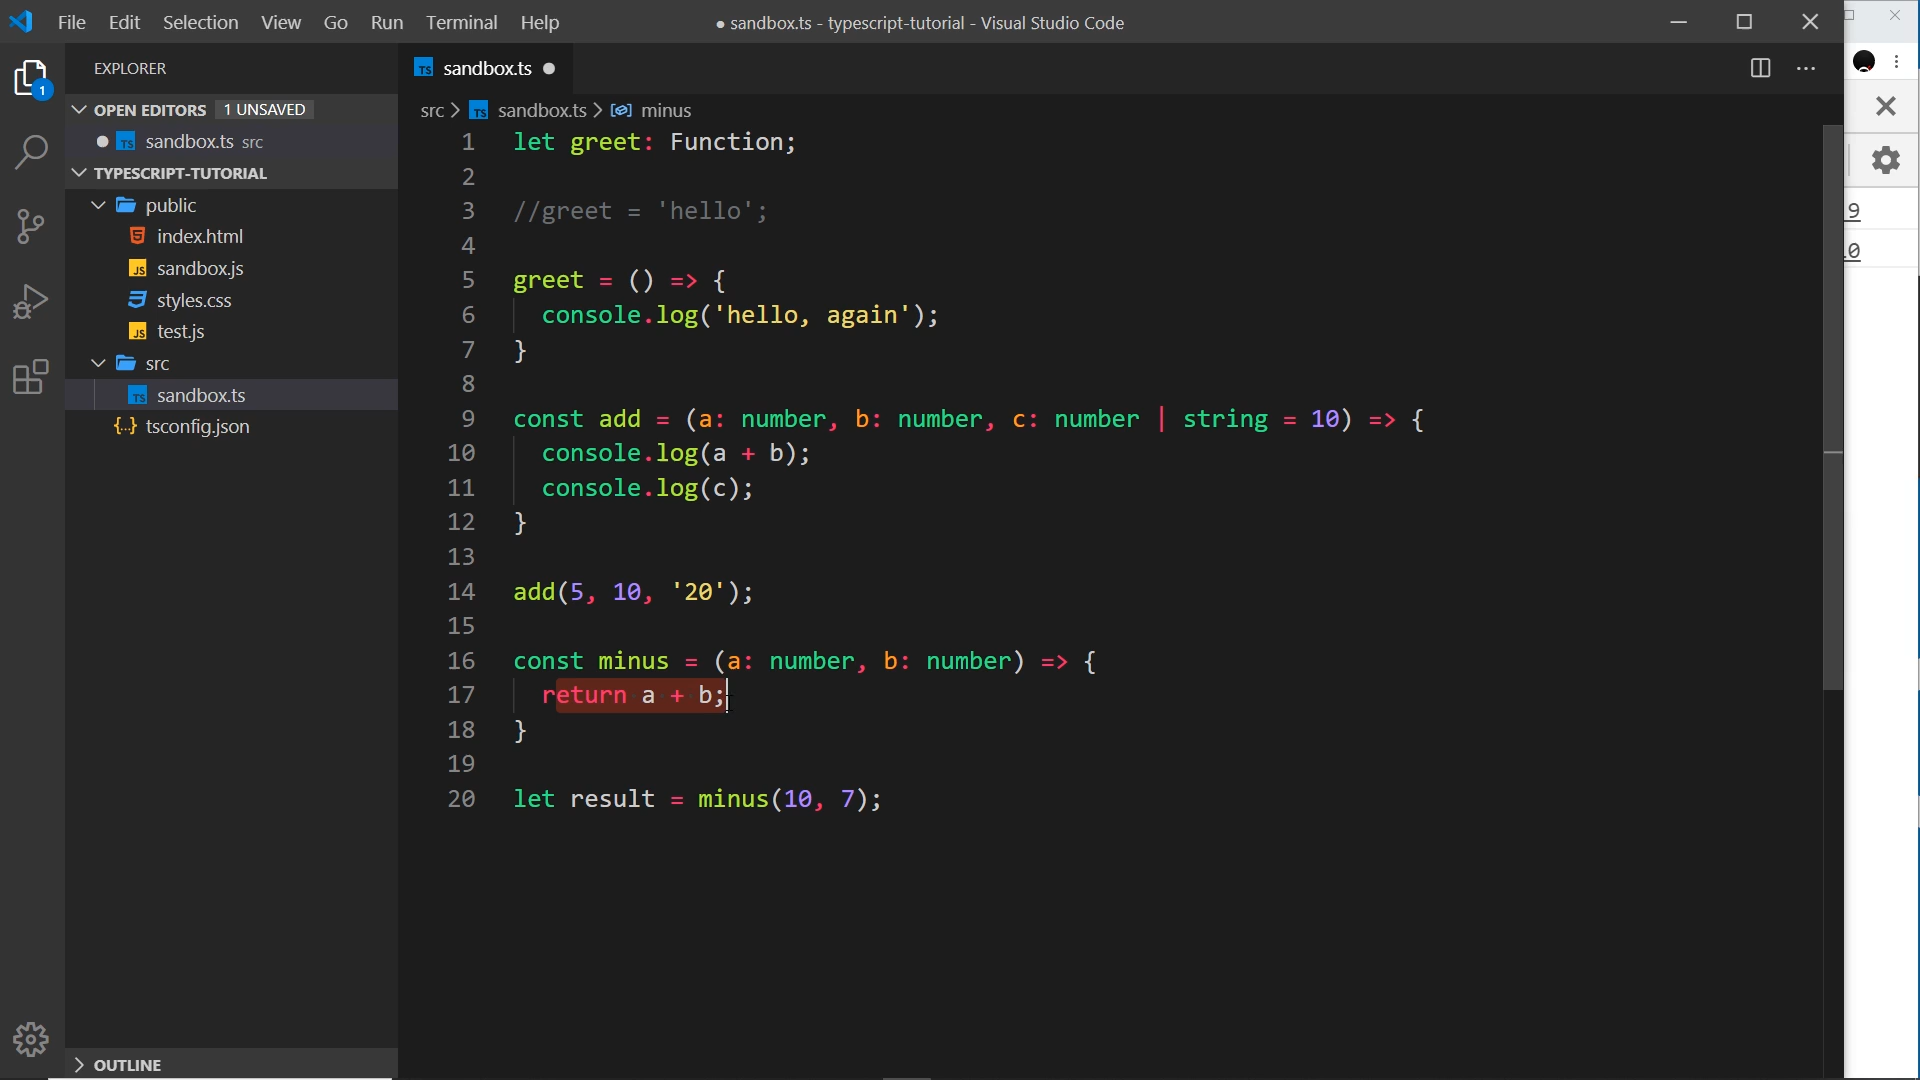 File Edit Selection View Go Run Terminal Help
● sandbox.ts - typescript-tutorial - Visual Studio Code
EXPLORER
1
OPEN EDITORS 1 UNSAVED
sandbox.ts src
TYPESCRIPT-TUTORIAL
public
index.html
sandbox.js
styles.css
test.js
src
sandbox.ts
tsconfig.json
OUTLINE
sandbox.ts
src > sandbox.ts > minus
1 let greet: Function;
2
3 //greet = 'hello';
4
5 greet = () => {
6 console.log('hello, again');
7 }
8
9 const add = (a: number, b: number, c: number | string = 10) => {
10 console.log(a + b);
11 console.log(c);
12 }
13
14 add(5, 10, '20');
15
16 const minus = (a: number, b: number) => {
17 return a + b;
18 }
19
20 let result = minus(10, 7);
9